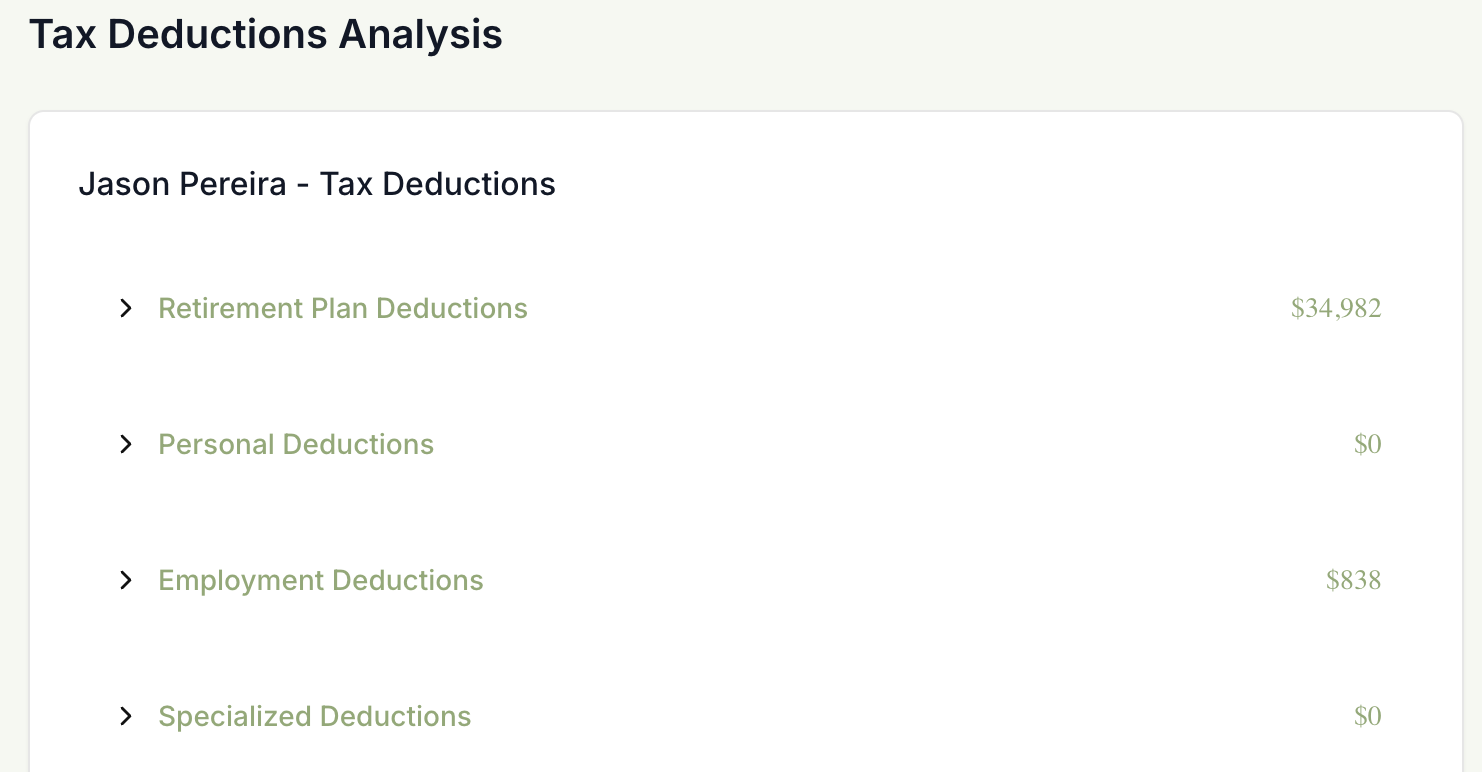 Tax Deductions Analysis
Jason Pereira - Tax Deductions
Retirement Plan Deductions $34,982
Personal Deductions $0
Employment Deductions $838
Specialized Deductions $0